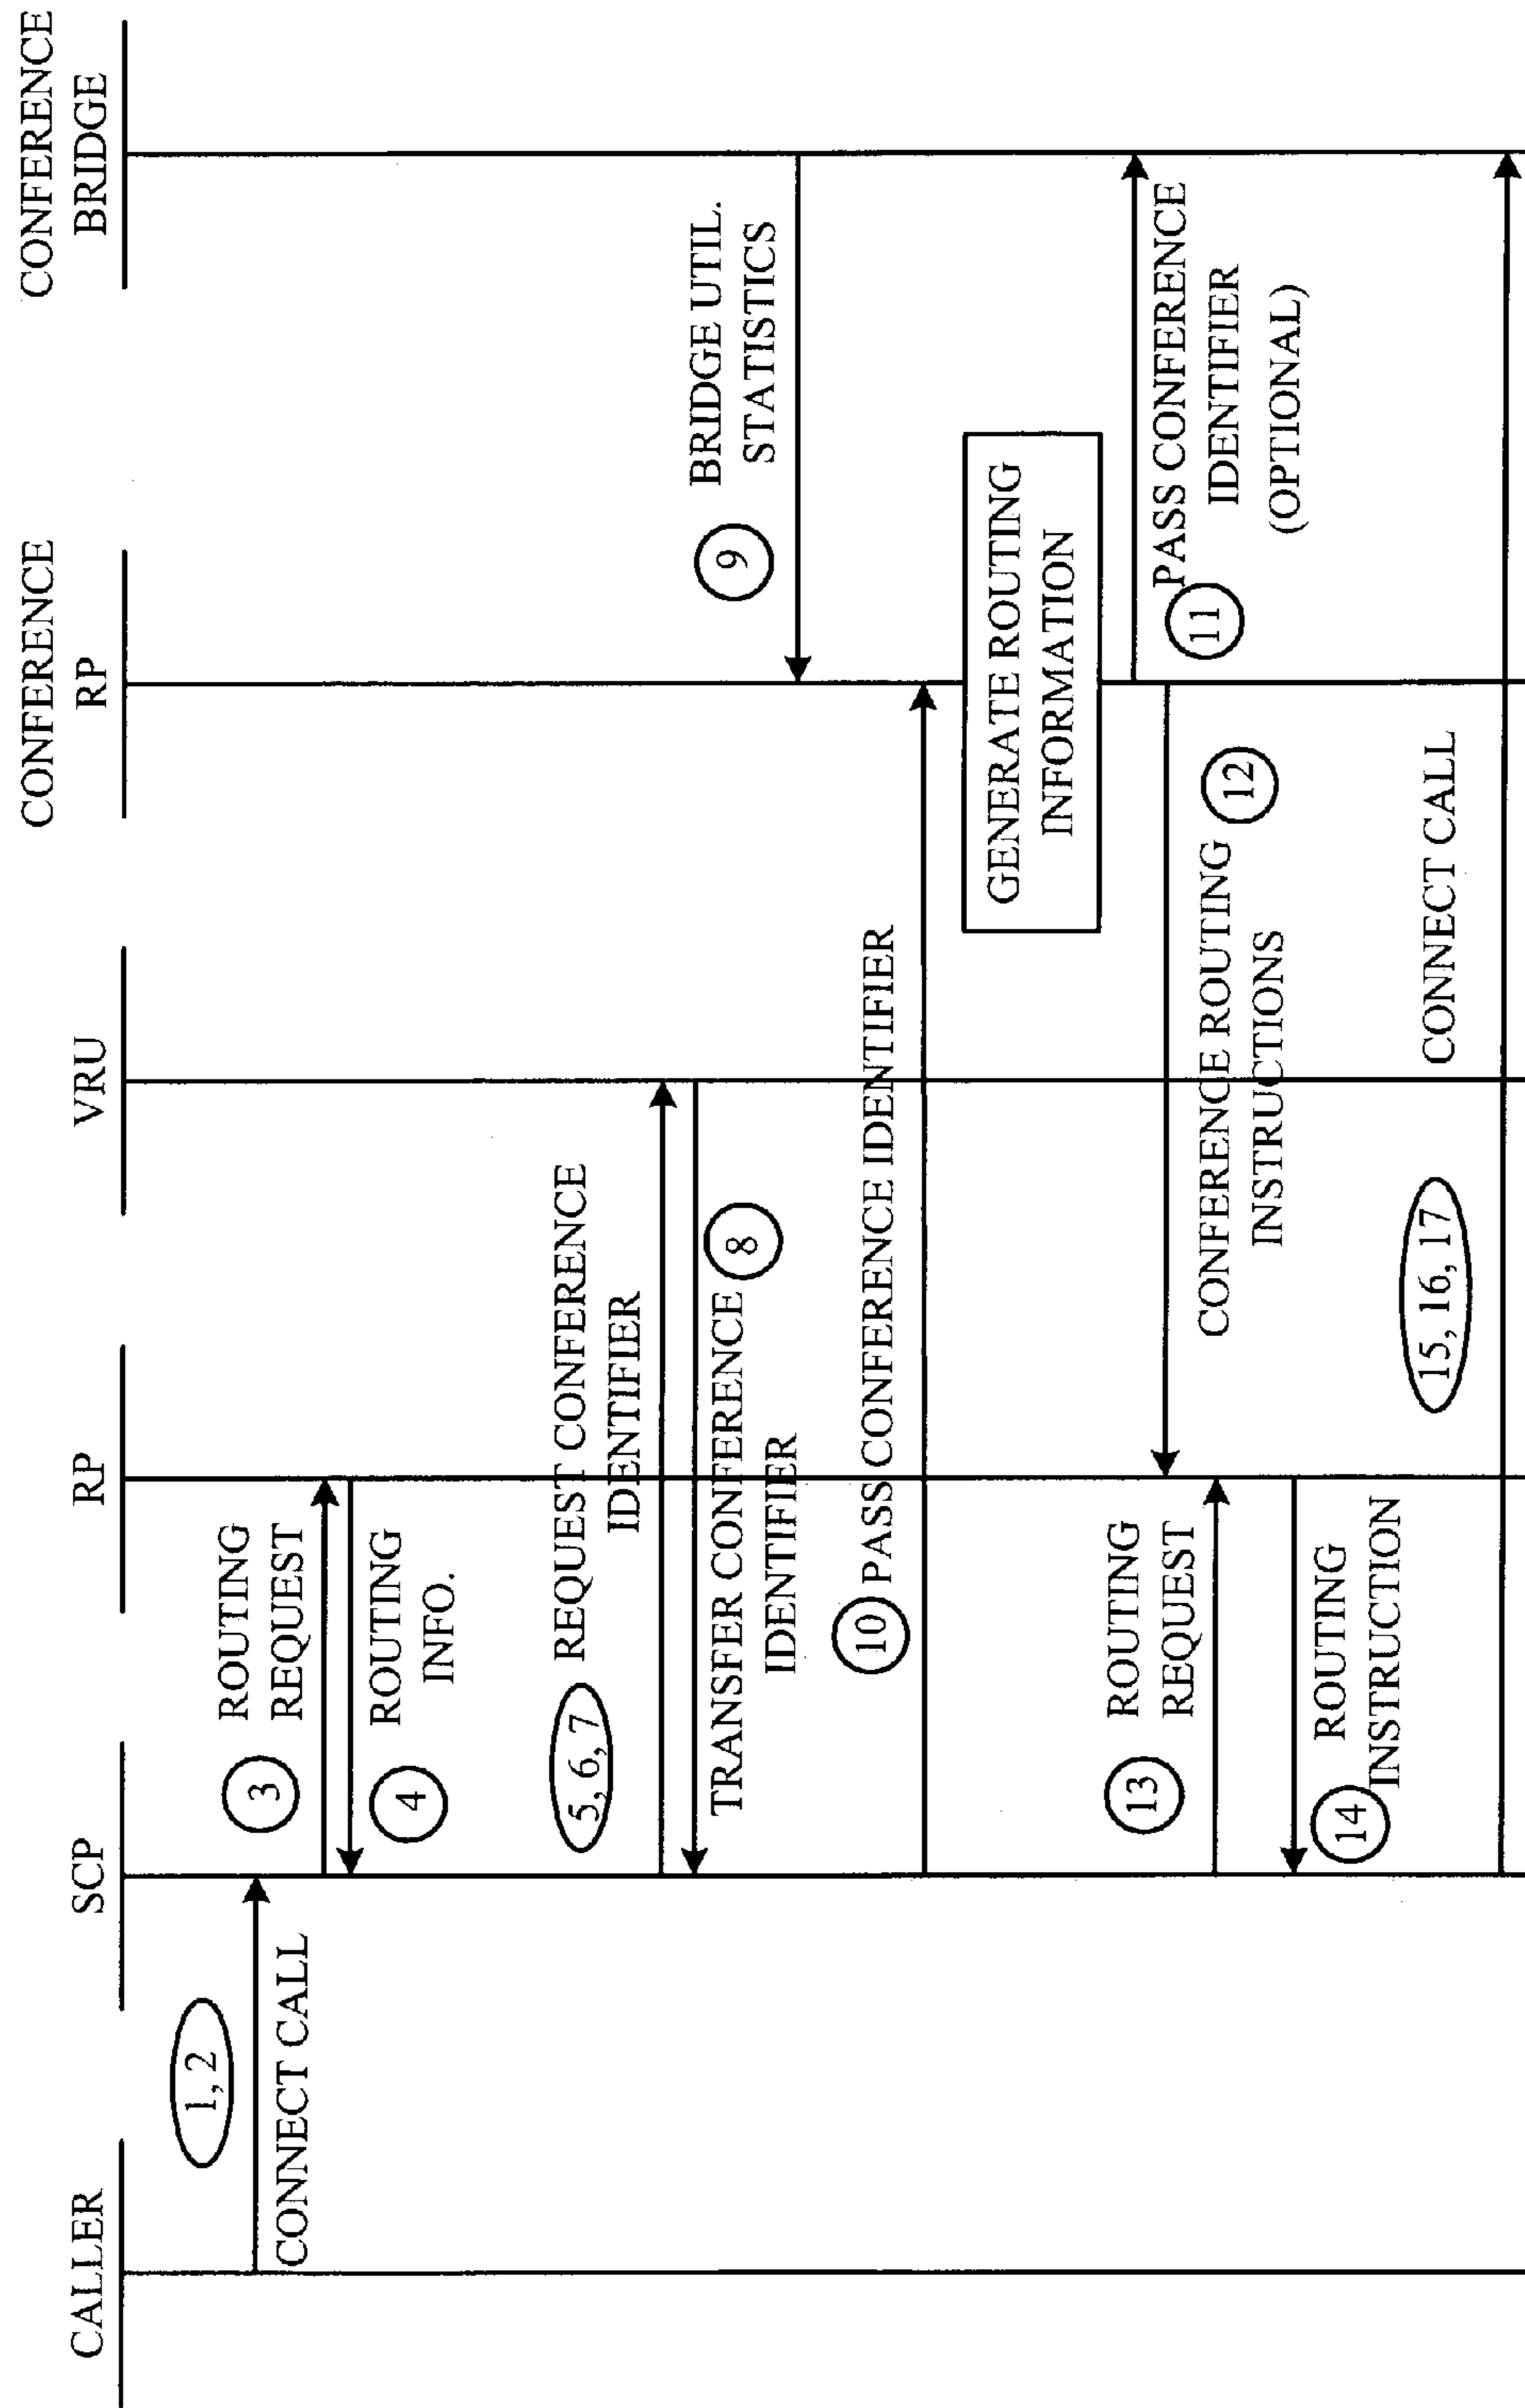 CALLER
SCP
RP
VRU
CONFERENCE
RP
CONFERENCE
BRIDGE
1, 2
CONNECT CALL
3
ROUTING
REQUEST
4
ROUTING
INFO.
5, 6, 7
REQUEST CONFERENCE
IDENTIFIER
TRANSFER CONFERENCE
IDENTIFIER
8
9
BRIDGE UTIL.
STATISTICS
10
PASS CONFERENCE IDENTIFIER
GENERATE ROUTING
INFORMATION
11
PASS CONFERENCE
IDENTIFIER
(OPTIONAL)
CONFERENCE ROUTING
INSTRUCTIONS
12
13
ROUTING
REQUEST
14
ROUTING
INSTRUCTION
15, 16, 17
CONNECT CALL